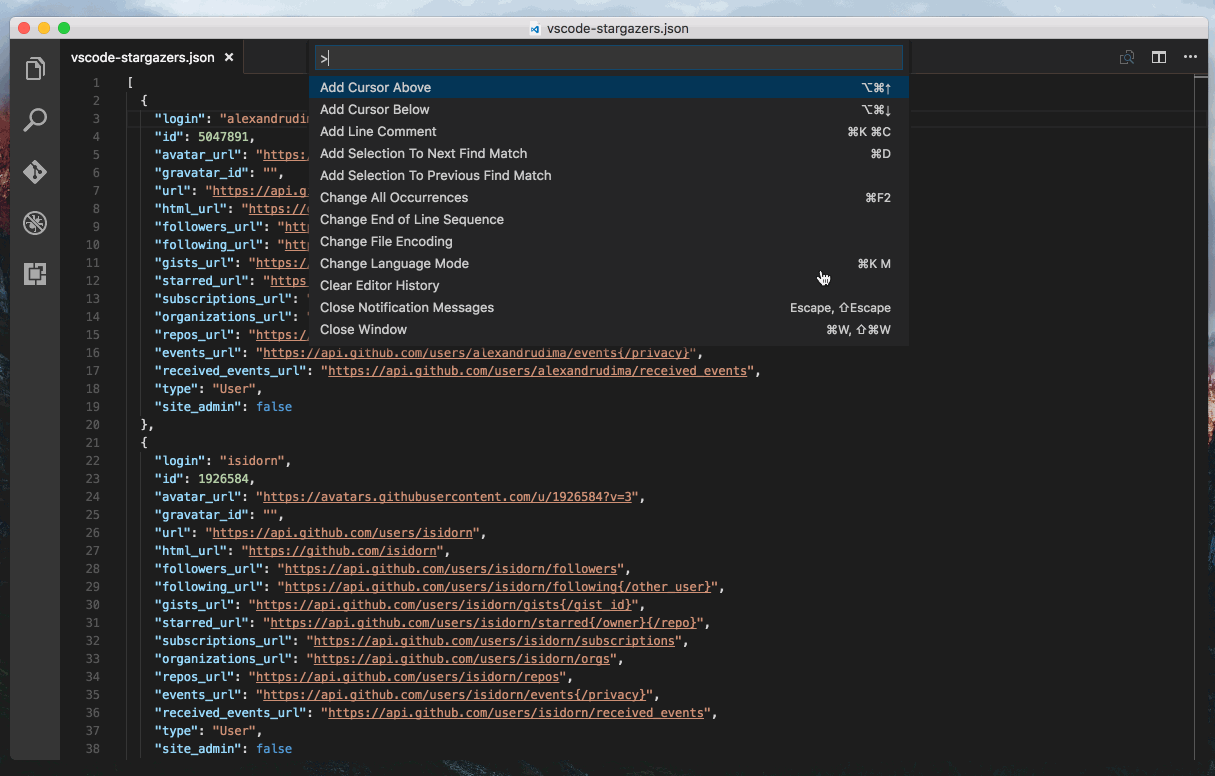 vscode-stargazers.json
vscode-stargazers.json ×
>
Add Cursor Above ⌥⌘↑
Add Cursor Below ⌥⌘↓
Add Line Comment ⌘K ⌘C
Add Selection To Next Find Match ⌘D
Add Selection To Previous Find Match
Change All Occurrences ⌘F2
Change End of Line Sequence
Change File Encoding
Change Language Mode ⌘K M
Clear Editor History
Close Notification Messages Escape, ⇧Escape
Close Window ⌘W, ⇧⌘W
1 [
2 {
3 "login": "alexandrudim
4 "id": 5047891,
5 "avatar_url": "https:/
6 "gravatar_id": "",
7 "url": "https://api.g
8 "html_url": "https://
9 "followers_url": "htt
10 "following_url": "htt
11 "gists_url": "https:/
12 "starred_url": "https
13 "subscriptions_url": "
14 "organizations_url": "
15 "repos_url": "https:/
16 "events_url": "https://api.github.com/users/alexandrudima/events{/privacy}",
17 "received_events_url": "https://api.github.com/users/alexandrudima/received_events",
18 "type": "User",
19 "site_admin": false
20 },
21 {
22 "login": "isidorn",
23 "id": 1926584,
24 "avatar_url": "https://avatars.githubusercontent.com/u/1926584?v=3",
25 "gravatar_id": "",
26 "url": "https://api.github.com/users/isidorn",
27 "html_url": "https://github.com/isidorn",
28 "followers_url": "https://api.github.com/users/isidorn/followers",
29 "following_url": "https://api.github.com/users/isidorn/following{/other_user}",
30 "gists_url": "https://api.github.com/users/isidorn/gists{/gist_id}",
31 "starred_url": "https://api.github.com/users/isidorn/starred{/owner}{/repo}",
32 "subscriptions_url": "https://api.github.com/users/isidorn/subscriptions",
33 "organizations_url": "https://api.github.com/users/isidorn/orgs",
34 "repos_url": "https://api.github.com/users/isidorn/repos",
35 "events_url": "https://api.github.com/users/isidorn/events{/privacy}",
36 "received_events_url": "https://api.github.com/users/isidorn/received_events",
37 "type": "User",
38 "site_admin": false